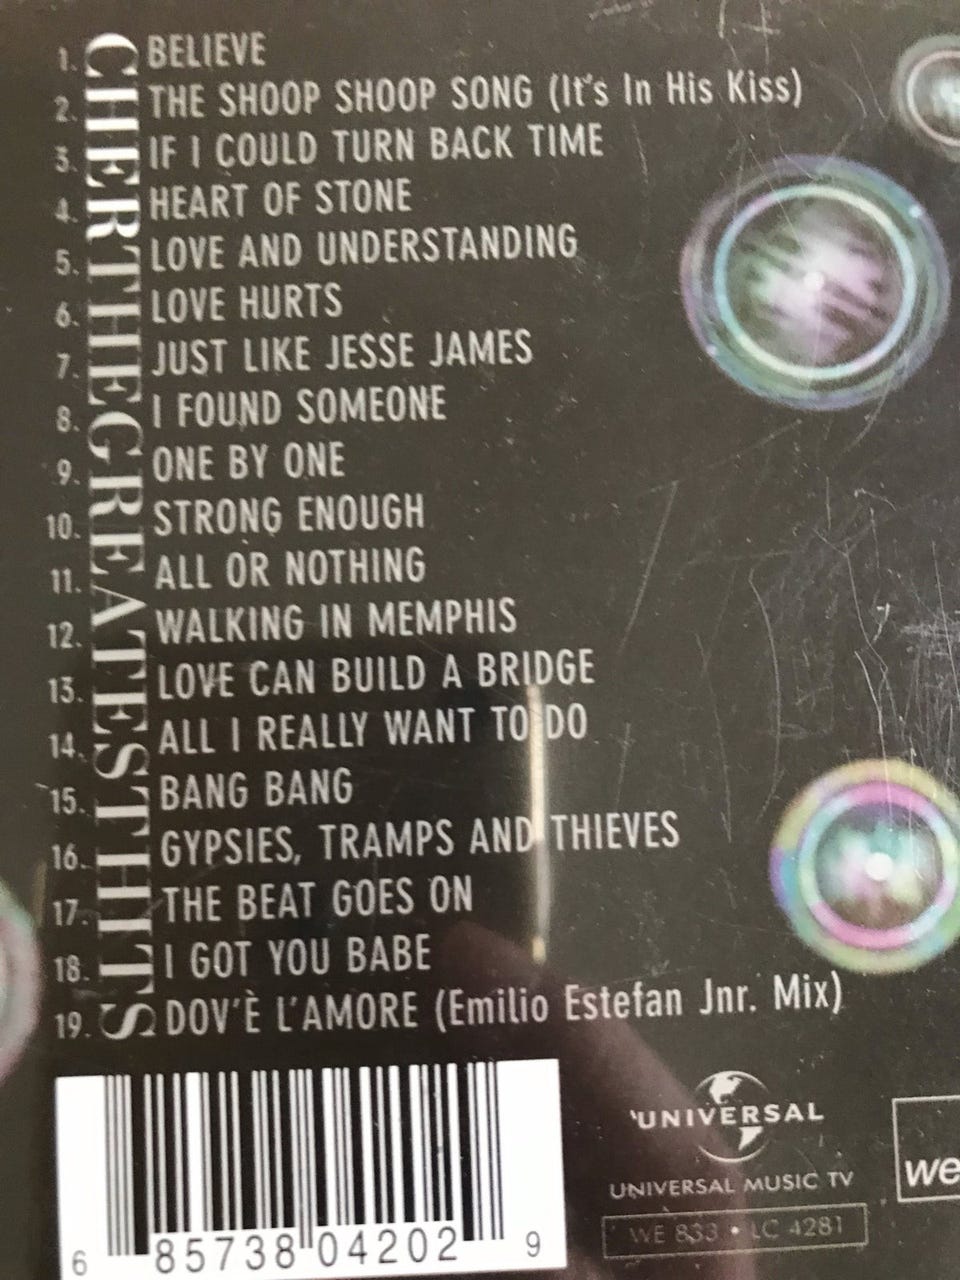 CHER THE GREATEST HITS
1. BELIEVE
2. THE SHOOP SHOOP SONG (It's In His Kiss)
3. IF I COULD TURN BACK TIME
4. HEART OF STONE
5. LOVE AND UNDERSTANDING
6. LOVE HURTS
7. JUST LIKE JESSE JAMES
8. I FOUND SOMEONE
9. ONE BY ONE
10. STRONG ENOUGH
11. ALL OR NOTHING
12. WALKING IN MEMPHIS
13. LOVE CAN BUILD A BRIDGE
14. ALL I REALLY WANT TO DO
15. BANG BANG
16. GYPSIES, TRAMPS AND THIEVES
17. THE BEAT GOES ON
18. I GOT YOU BABE
19. DOV'È L'AMORE (Emilio Estefan Jnr. Mix)
6 85738 04202 9
UNIVERSAL
UNIVERSAL MUSIC TV
WE 833 • LC 4281
we